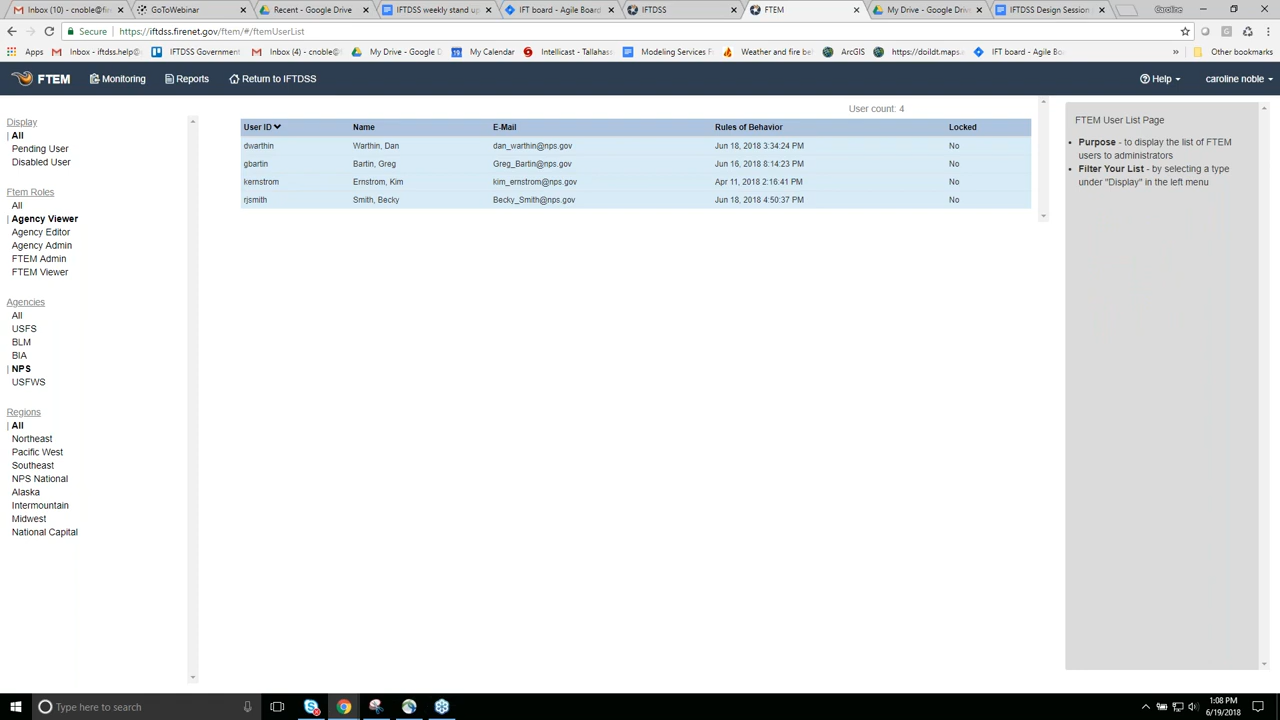 Inbox (10) - cnoble@fir
GoToWebinar
Recent - Google Drive
IFTDSS weekly stand up
IFT board - Agile Board
IFTDSS
FTEM
My Drive - Google Drive
IFTDSS Design Session
Caroline
Secure
https://iftdss.firenet.gov/ftem/#/ftemUserList
Apps
Inbox - iftdss.help@
IFTDSS Government
Inbox (4) - cnoble@
My Drive - Google D
My Calendar
Intellicast - Tallahass
Modeling Services F
Weather and fire be
ArcGIS
https://doildt.maps.
IFT board - Agile Bo
»
Other bookmarks
FTEM
Monitoring
Reports
Return to IFTDSS
Help
caroline noble
Display
All
Pending User
Disabled User
Ftem Roles
All
Agency Viewer
Agency Editor
Agency Admin
FTEM Admin
FTEM Viewer
Agencies
All
USFS
BLM
BIA
NPS
USFWS
Regions
All
Northeast
Pacific West
Southeast
NPS National
Alaska
Intermountain
Midwest
National Capital
User count: 4
User ID Name E-Mail Rules of Behavior Locked
dwarthin Warthin, Dan dan_warthin@nps.gov Jun 18, 2018 3:34:24 PM No
gbartin Bartin, Greg Greg_Bartin@nps.gov Jun 16, 2018 8:14:23 PM No
kernstrom Ernstrom, Kim kim_ernstrom@nps.gov Apr 11, 2018 2:16:41 PM No
rjsmith Smith, Becky Becky_Smith@nps.gov Jun 18, 2018 4:50:37 PM No
FTEM User List Page
• Purpose - to display the list of FTEM
users to administrators
• Filter Your List - by selecting a type
under "Display" in the left menu
Type here to search
1:08 PM
6/19/2018